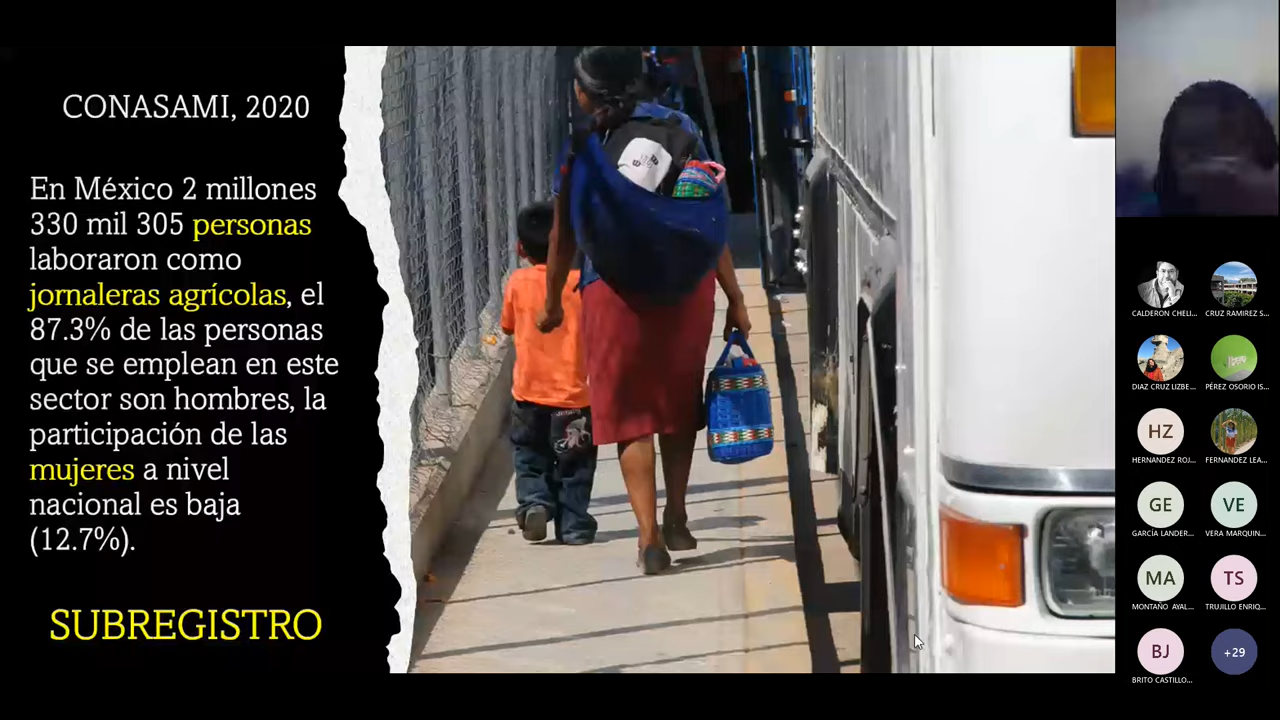 CONASAMI, 2020
En México 2 millones
330 mil 305 personas
laboraron como
jornaleras agrícolas, el
87.3% de las personas
que se emplean en este
sector son hombres, la
participación de las
mujeres a nivel
nacional es baja
(12.7%).
SUBREGISTRO
CALDERON CHELI...
CRUZ RAMIREZ S...
DIAZ CRUZ LIZBE...
PÉREZ OSORIO IS...
HZ
HERNANDEZ ROJ...
FERNANDEZ LEA...
GE
GARCÍA LANDER...
VE
VERA MARQUIN...
MA
MONTAÑO AYAL...
TS
TRUJILLO ENRIQ...
BJ
BRITO CASTILLO...
+29